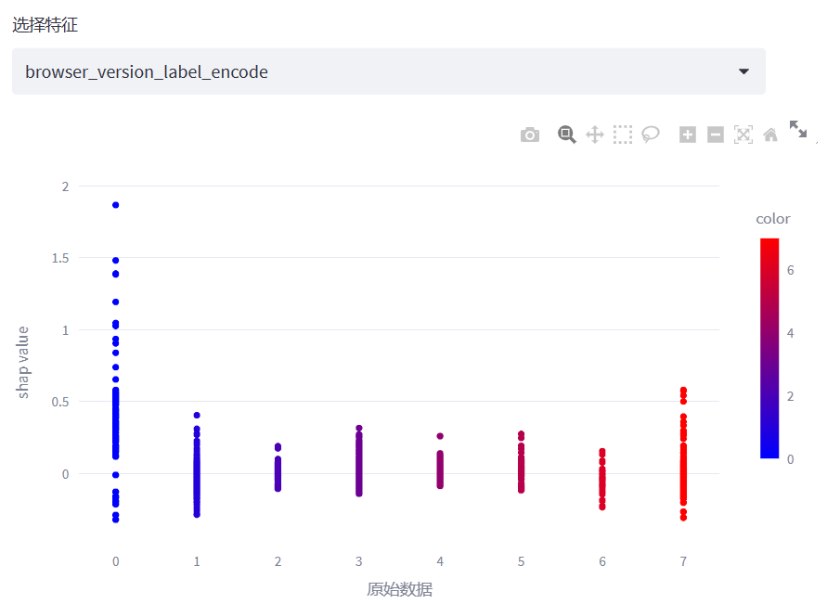 选择特征
browser_version_label_encode
color
2
1.5
1
0.5
0
shap value
6
4
2
0
0 1 2 3 4 5 6 7
原始数据